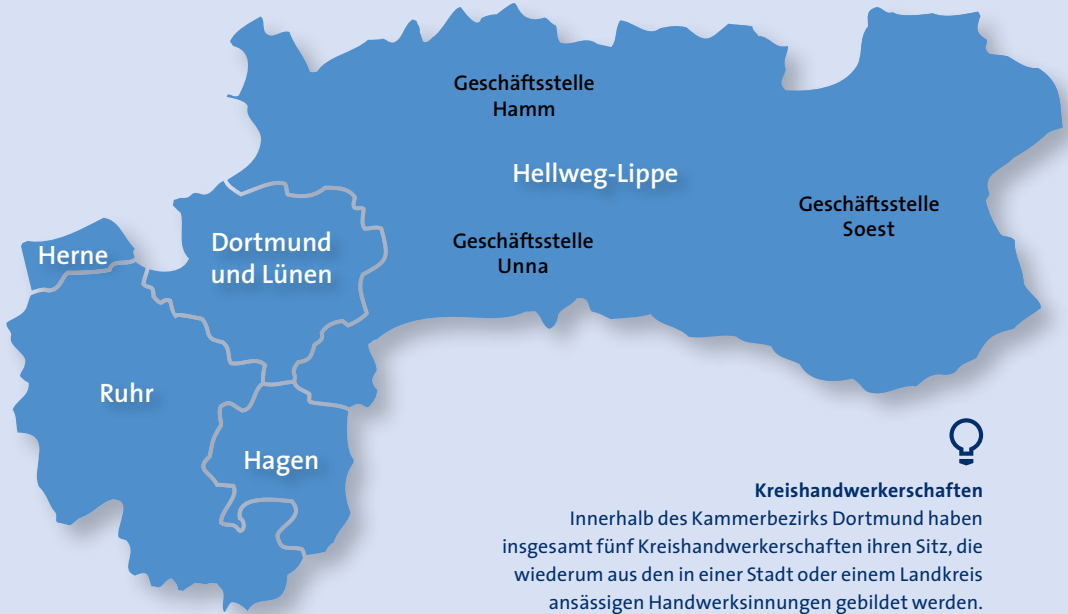 Geschäftsstelle
Hamm
Hellweg-Lippe
Geschäftsstelle
Soest
Geschäftsstelle
Unna
Dortmund
und Lünen
Herne
Ruhr
Hagen
Kreishandwerkerschaften
Innerhalb des Kammerbezirks Dortmund haben
insgesamt fünf Kreishandwerkerschaften ihren Sitz, die
wiederum aus den in einer Stadt oder einem Landkreis
ansässigen Handwerksinnungen gebildet werden.